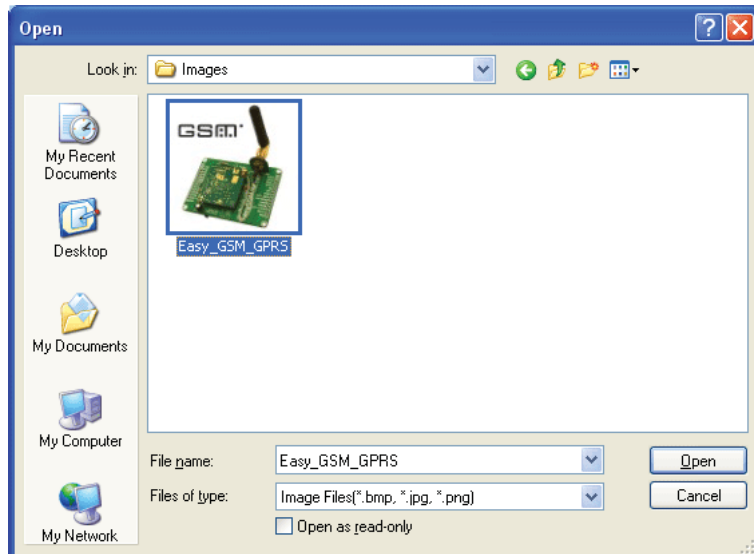 Open
Look in: Images
My Recent
Documents
Desktop
My Documents
My Computer
My Network
GSM
Easy_GSM_GPRS
File name: Easy_GSM_GPRS Open
Files of type: Image Files(*.bmp, *.jpg, *.png) Cancel
Open as read-only